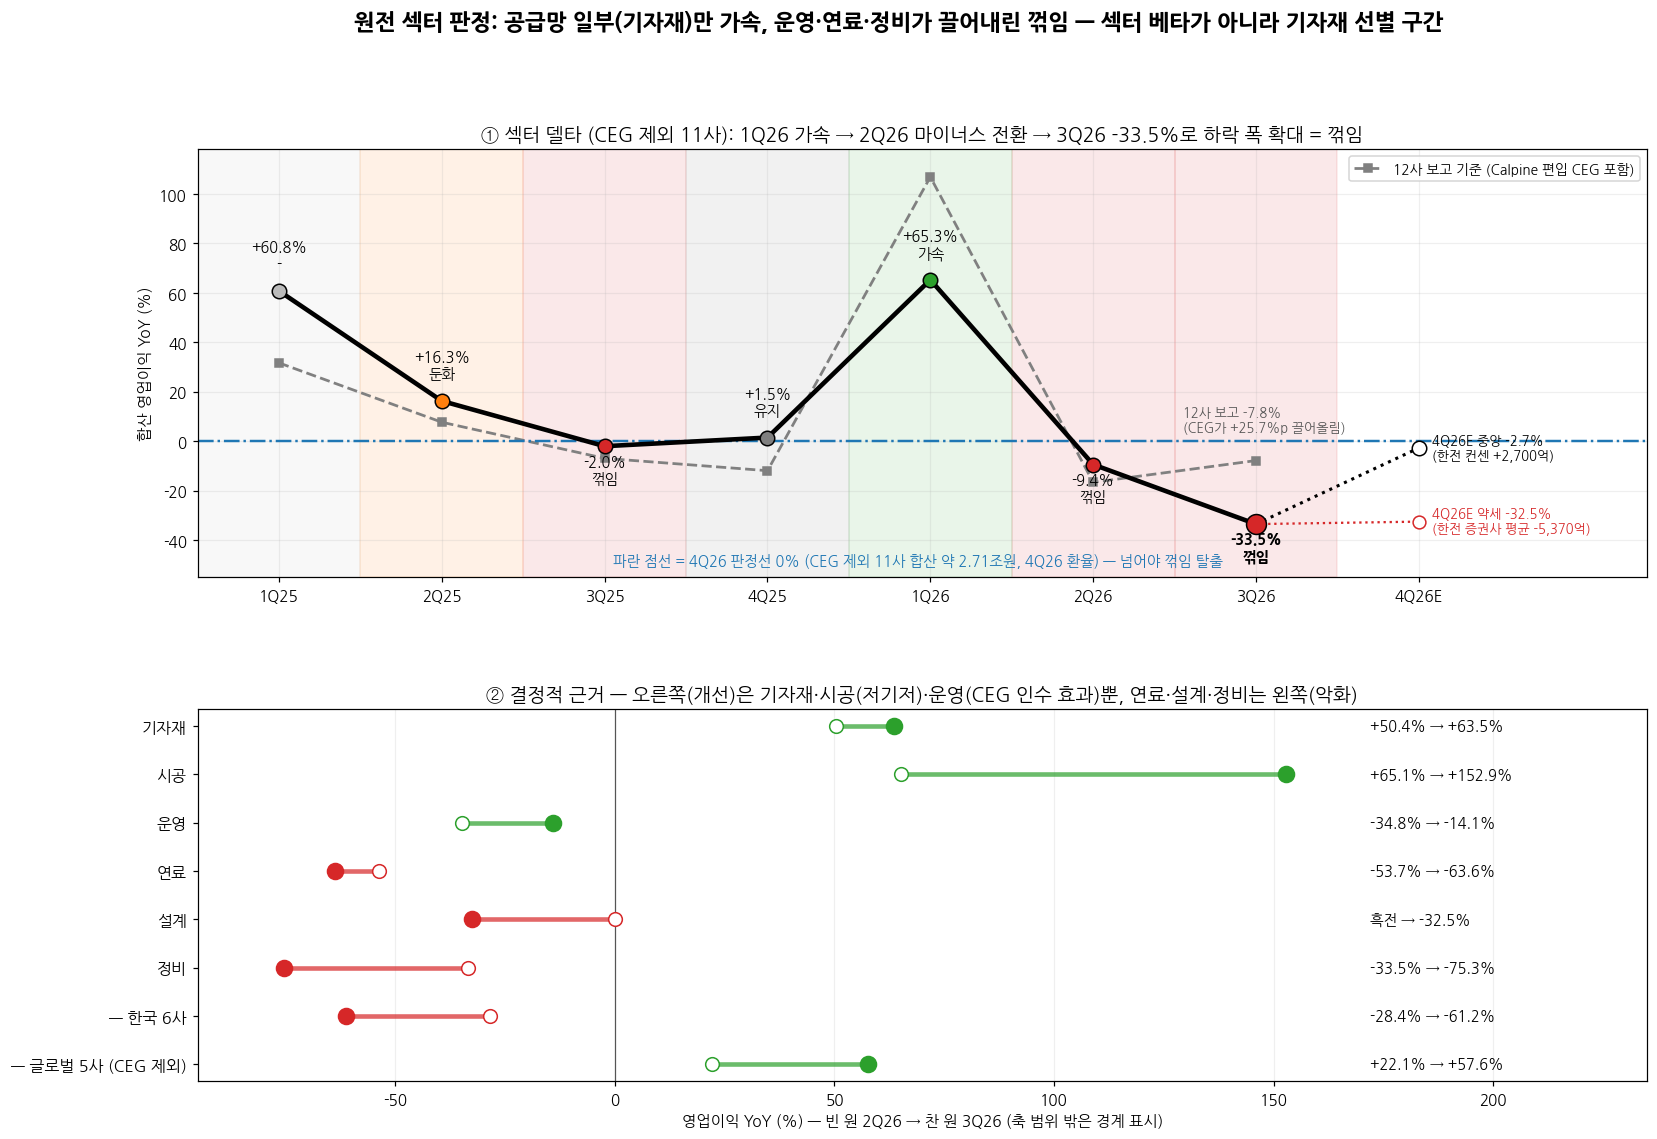 원전 섹터 판정: 공급망 일부(기자재)만 가속, 운영·연료·정비가 끌어내린 꺾임 — 섹터 베타가 아니라 기자재 선별 구간
① 섹터 델타 (CEG 제외 11사): 1Q26 가속 → 2Q26 마이너스 전환 → 3Q26 -33.5%로 하락 폭 확대 = 꺾임
합산 영업이익 YoY (%)
100
80
60
40
20
0
-20
-40
12사 보고 기준 (Calpine 편입 CEG 포함)
+60.8%
-
+16.3%
둔화
-2.0%
꺾임
+1.5%
유지
+65.3%
가속
-9.4%
꺾임
-33.5%
꺾임
12사 보고 -7.8%
(CEG가 +25.7%p 끌어올림)
4Q26E 중앙 -2.7%
(한전 컨센 +2,700억)
4Q26E 약세 -32.5%
(한전 증권사 평균 -5,370억)
파란 점선 = 4Q26 판정선 0% (CEG 제외 11사 합산 약 2.71조원, 4Q26 환율) — 넘어야 꺾임 탈출
1Q25
2Q25
3Q25
4Q25
1Q26
2Q26
3Q26
4Q26E
② 결정적 근거 — 오른쪽(개선)은 기자재·시공(저기저)·운영(CEG 인수 효과)뿐, 연료·설계·정비는 왼쪽(악화)
기자재
+50.4% → +63.5%
시공
+65.1% → +152.9%
운영
-34.8% → -14.1%
연료
-53.7% → -63.6%
설계
흑전 → -32.5%
정비
-33.5% → -75.3%
— 한국 6사
-28.4% → -61.2%
— 글로벌 5사 (CEG 제외)
+22.1% → +57.6%
-50
0
50
100
150
200
영업이익 YoY (%) — 빈 원 2Q26 → 찬 원 3Q26 (축 범위 밖은 경계 표시)